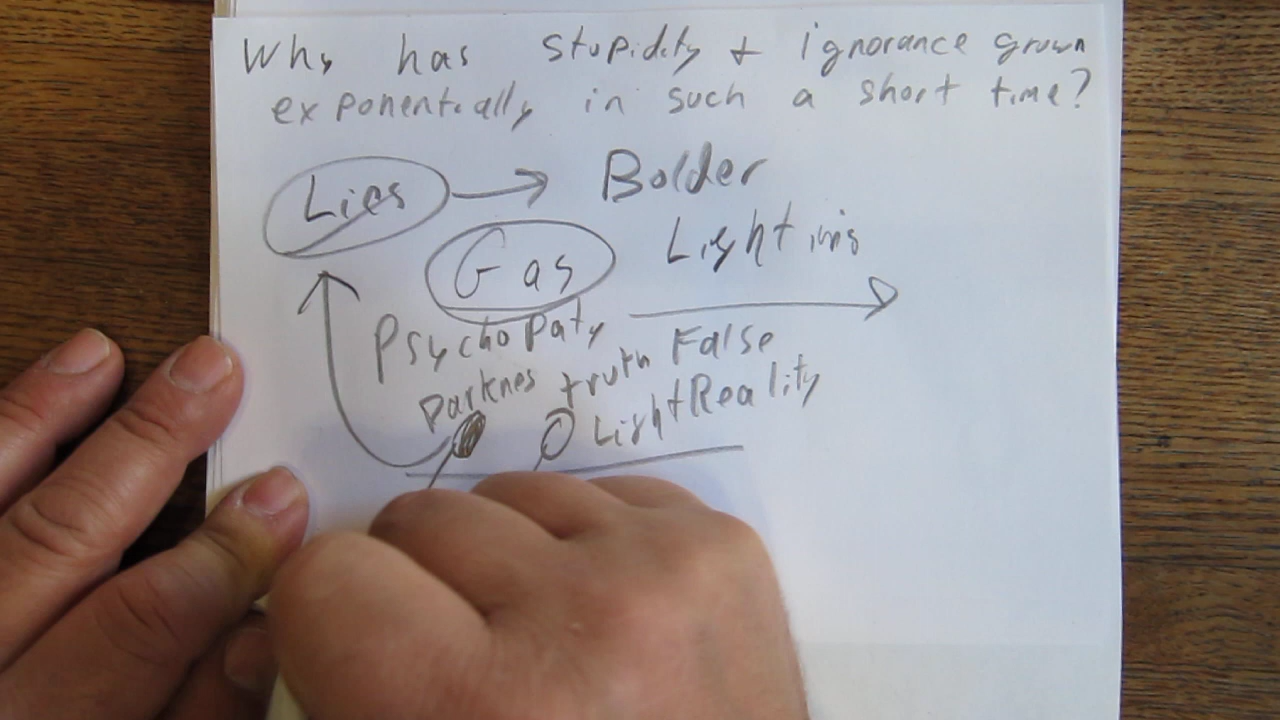 Why has stupidity + ignorance grown
exponentially in such a short time?
Lies → Bolder
Gas Lighting
Psychopaty
False
Darknes truth
Light Reality